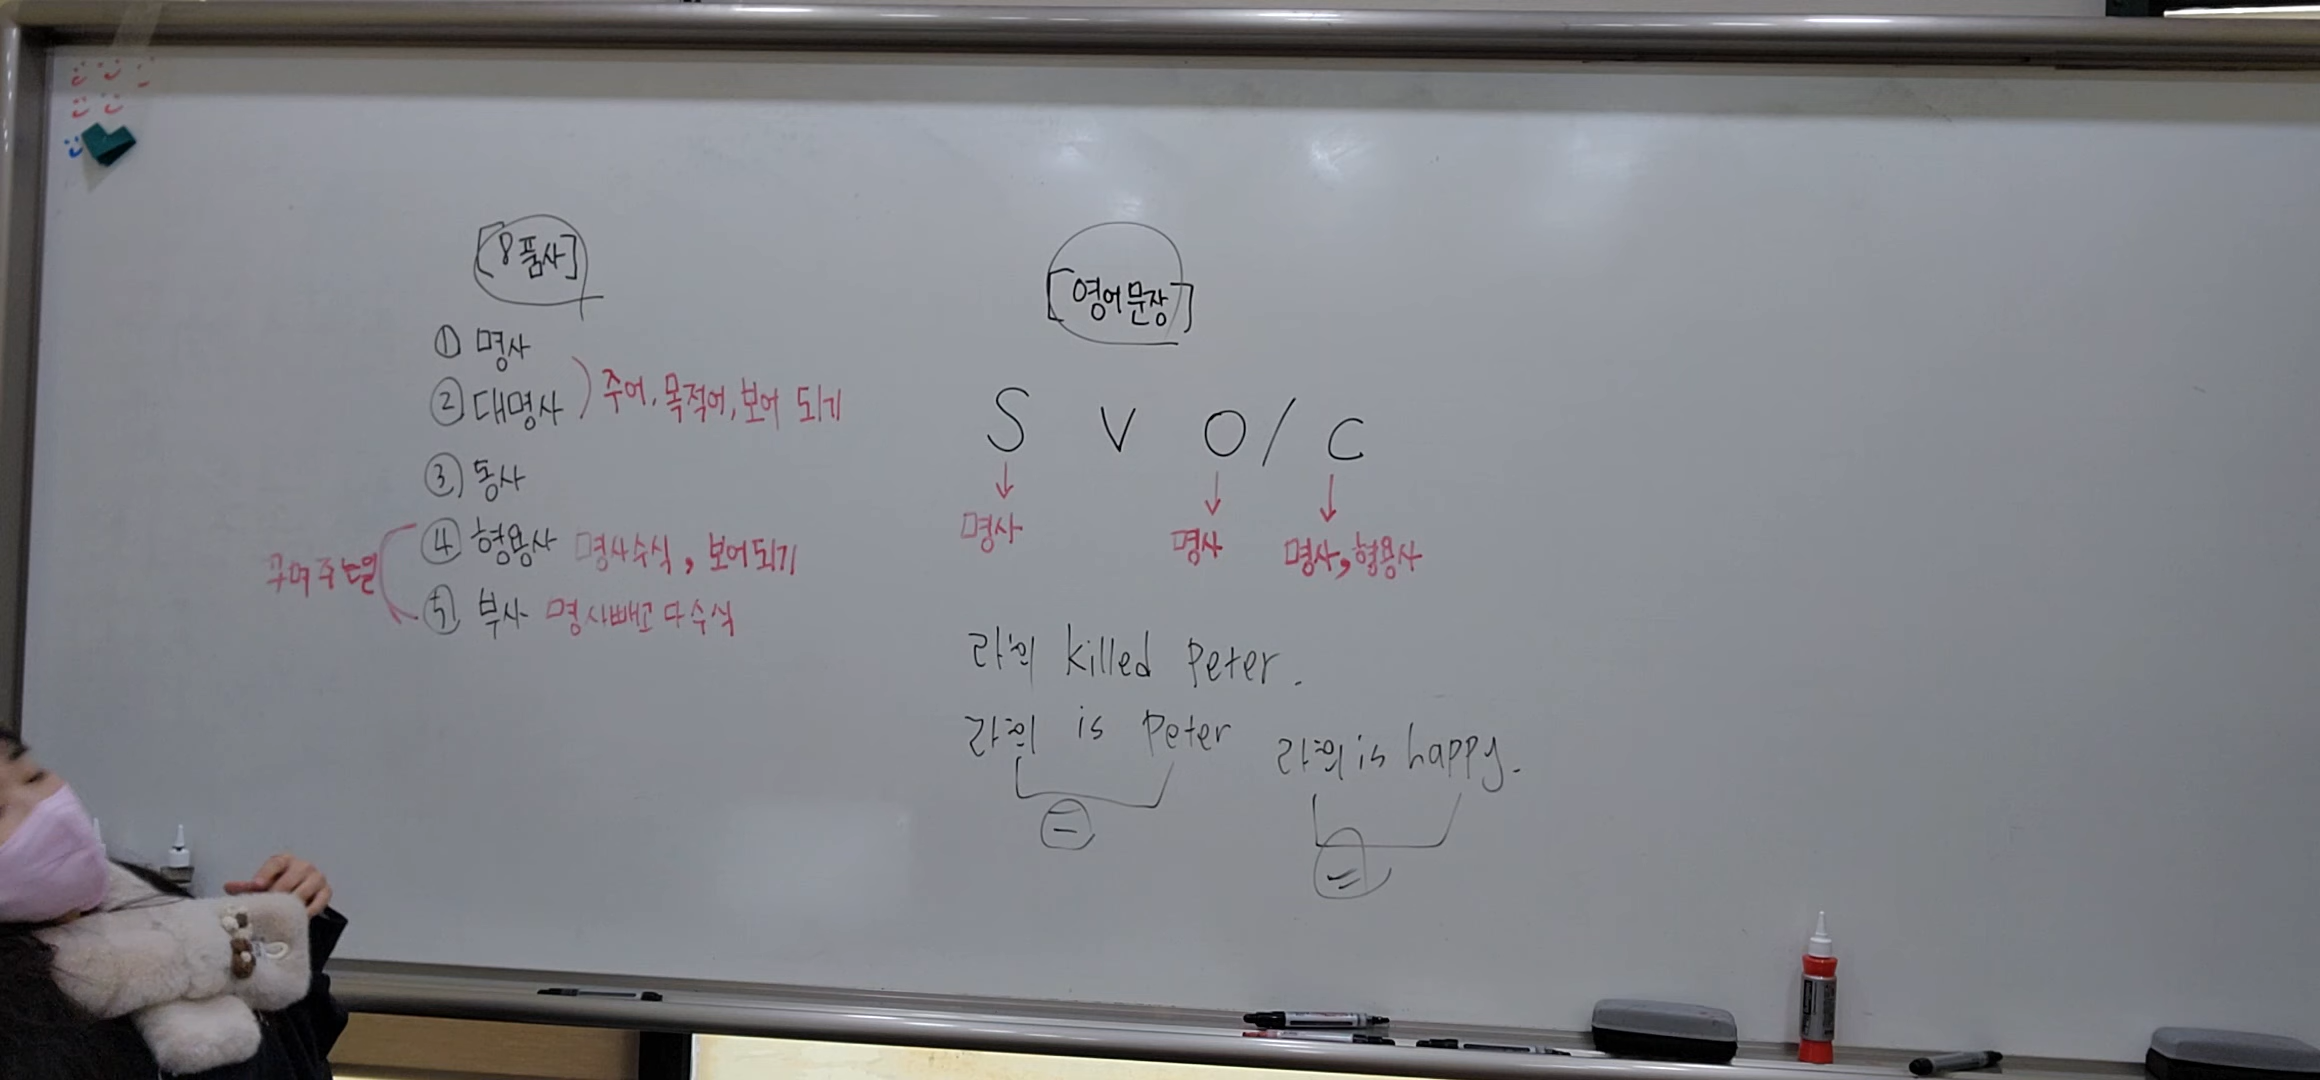 [8품사]
① 명사
② 대명사 ) 주어, 목적어, 보어 되기
③ 동사
④ 형용사 명사수식, 보어되기
꾸며주는일
⑤ 부사 명사빼고 다 수식
[영어문장]
S V O / C
명사 명사 명사, 형용사
라희 killed Peter.
라희 is Peter
=
라희 is happy.
=